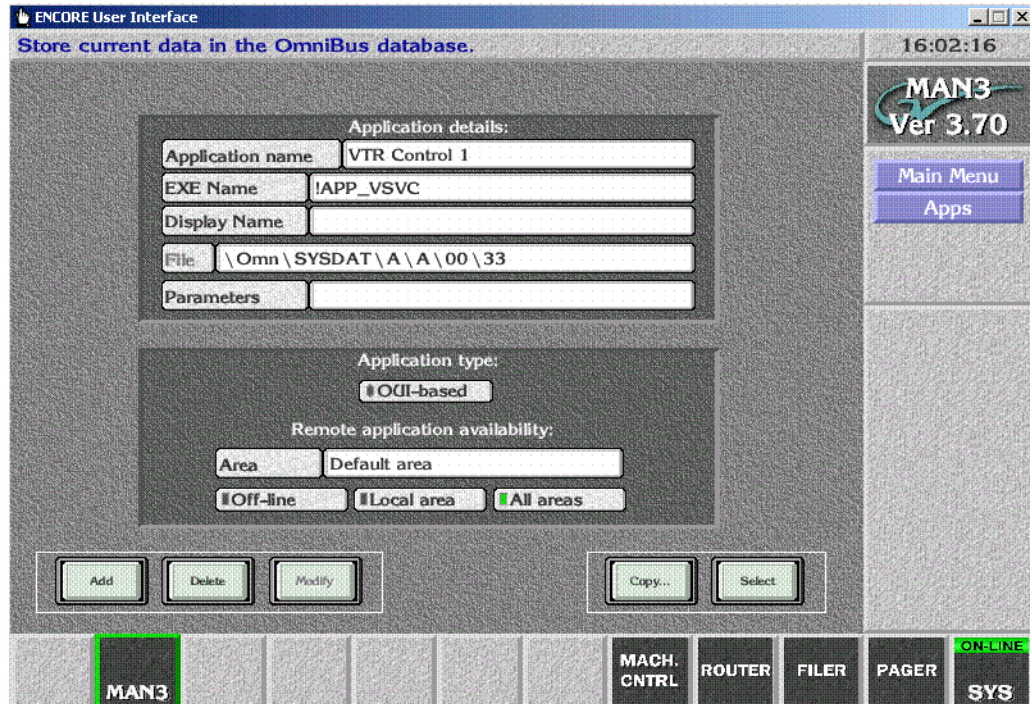 ENCORE User Interface
Store current data in the OmniBus database.
16:02:16
MAN3
Ver 3.70
Main Menu
Apps
Application details:
Application name VTR Control 1
EXE Name !APP_VSVC
Display Name
File \Omn\SYSDAT\A\A\00\33
Parameters
Application type:
OUI-based
Remote application availability:
Area Default area
Off-line Local area All areas
Add Delete Modify Copy... Select
MAN3
MACH. CNTRL
ROUTER
FILER
PAGER
ON-LINE
SYS